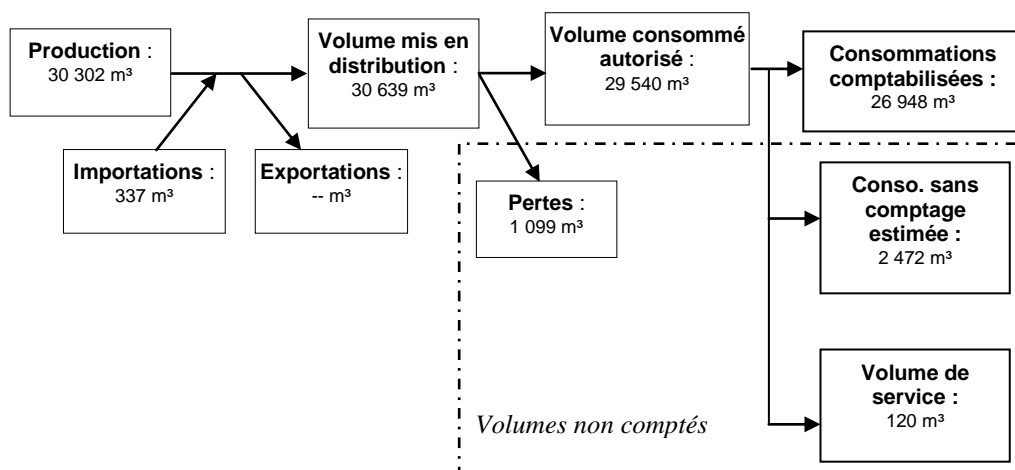 Production :
30 302 m³
Volume mis en
distribution :
30 639 m³
Volume consommé
autorisé :
29 540 m³
Consommations
comptabilisées :
26 948 m³
Importations :
337 m³
Exportations :
-- m³
Pertes :
1 099 m³
Conso. sans
comptage
estimée :
2 472 m³
Volume de
service :
120 m³
Volumes non comptés